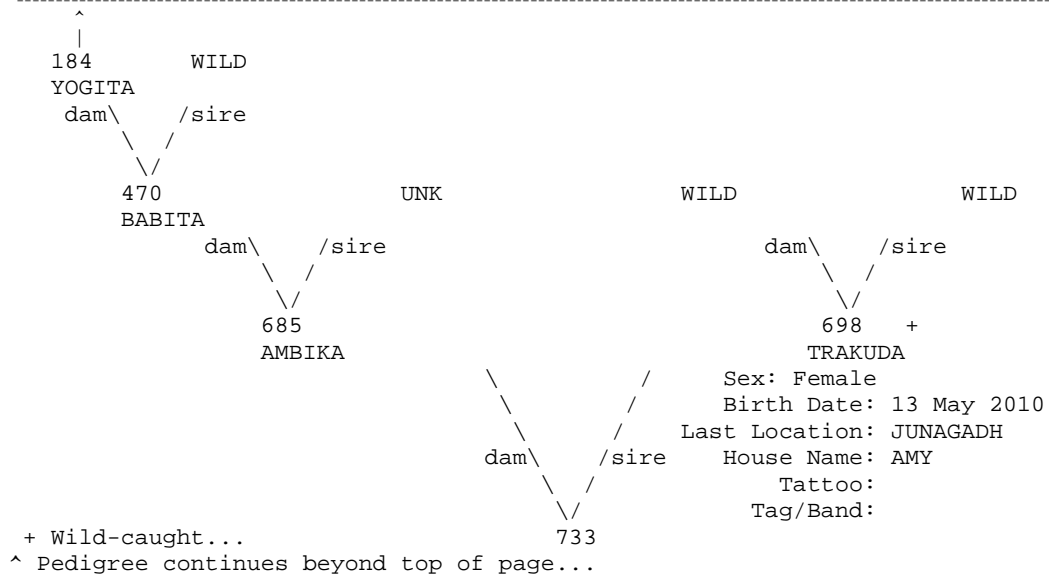 ^
|
184 WILD
YOGITA
dam\ /sire
\ /
\/
470 UNK WILD WILD
BABITA
dam\ /sire dam\ /sire
\ / \ /
\/ \/
685 698 +
AMBIKA TRAKUDA
\ / Sex: Female
\ / Birth Date: 13 May 2010
\ / Last Location: JUNAGADH
dam\ /sire House Name: AMY
\ / Tattoo:
\/ Tag/Band:
+ Wild-caught... 733
^ Pedigree continues beyond top of page...